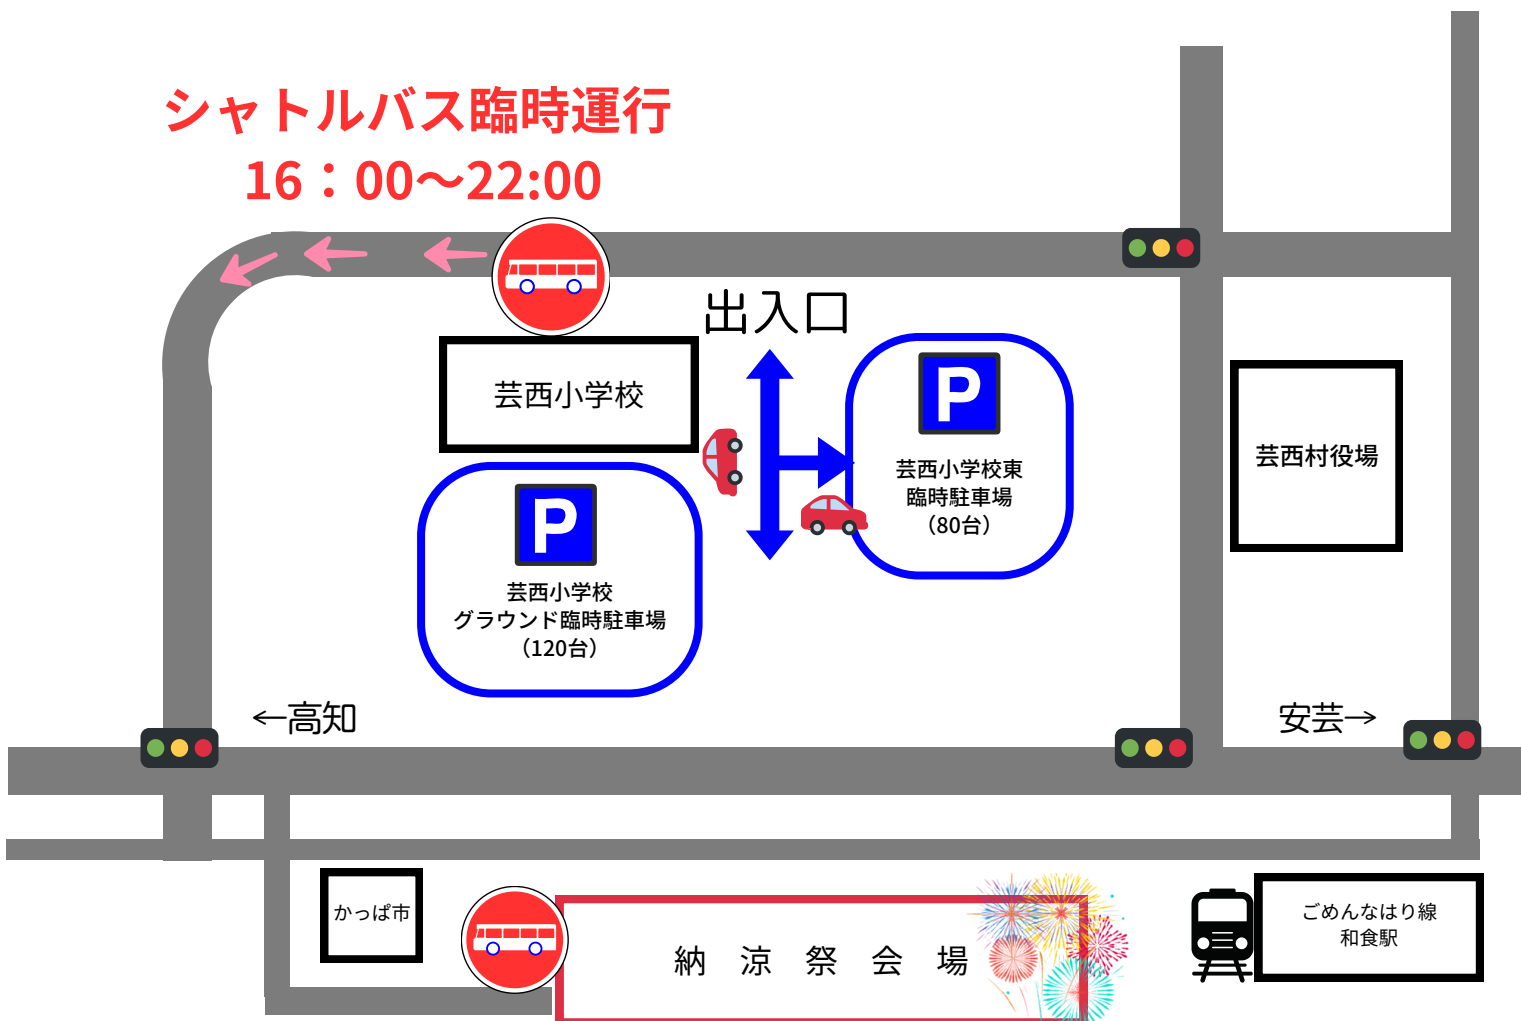 シャトルバス臨時運行
16：00～22:00
出入口
芸西小学校
P
芸西小学校東
臨時駐車場
（80台）
芸西村役場
P
芸西小学校
グラウンド臨時駐車場
（120台）
←高知
安芸→
かっぱ市
納 涼 祭 会 場
ごめんなはり線
和食駅